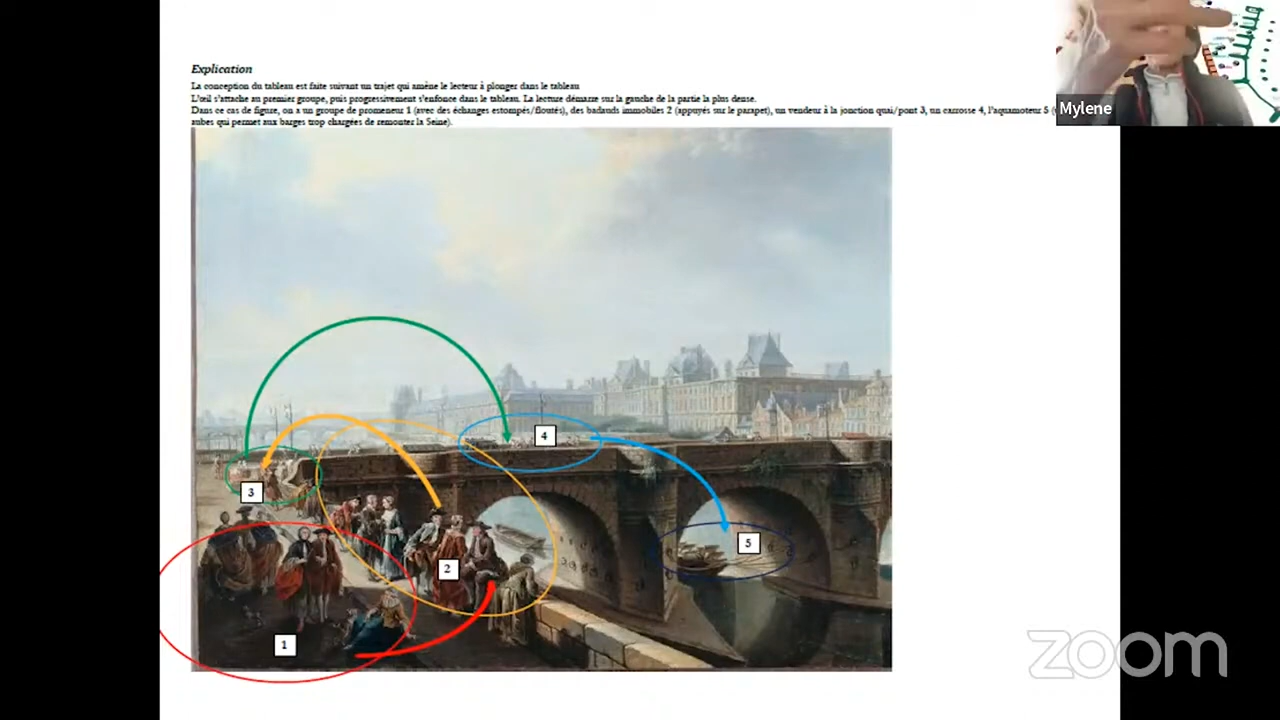 Explication
La conception du tableau est faite suivant un trajet qui amène le lecteur à plonger dans le tableau
L'œil s'attache au premier groupe, puis progressivement s'enfonce dans le tableau. La lecture démarre sur la gauche de la partie la plus dense.
Dans ce cas de figure, on a un groupe de promeneur 1 (avec des échanges estompés/floutés), des badauds immobiles 2 (appuyés sur le parapet), un vendeur à la jonction quai/pont 3, un carrosse 4, l'aquamoteur 5 (
aubes qui permet aux barges trop chargées de remonter la Seine).
Mylene
4
3
5
2
1
zoom